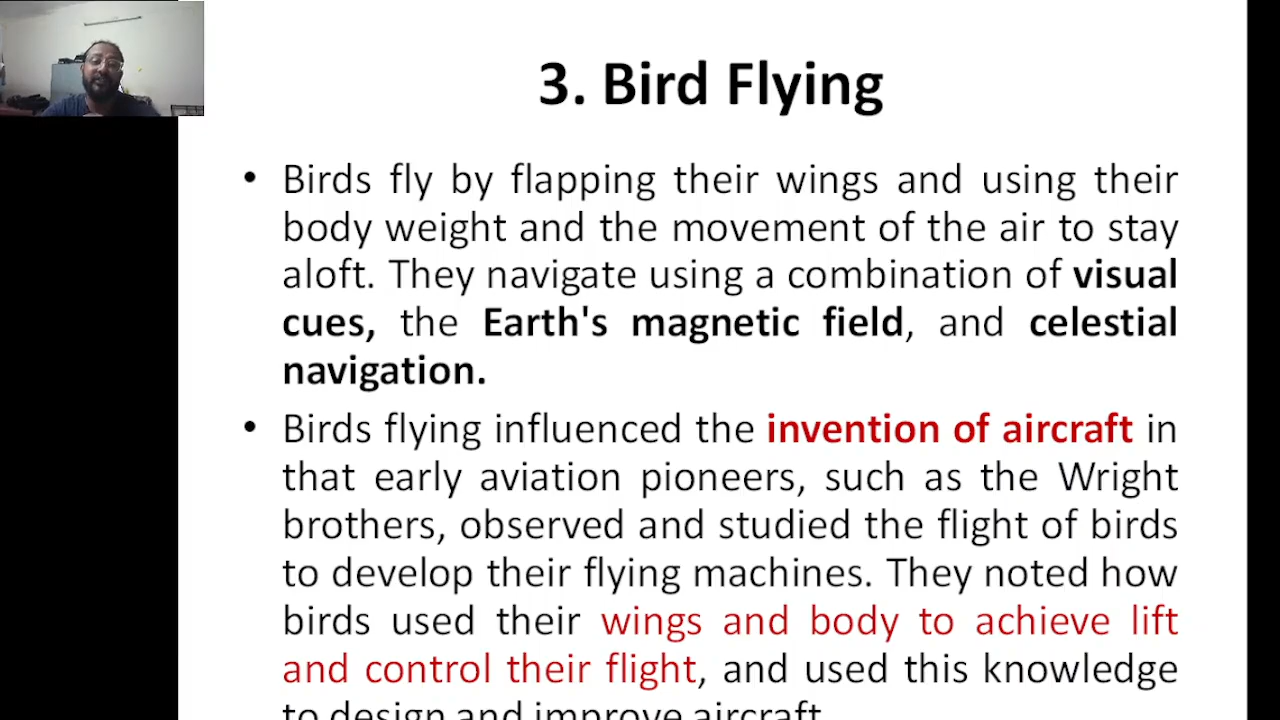 3. Bird Flying
• Birds fly by flapping their wings and using their
body weight and the movement of the air to stay
aloft. They navigate using a combination of visual
cues, the Earth's magnetic field, and celestial
navigation.
• Birds flying influenced the invention of aircraft in
that early aviation pioneers, such as the Wright
brothers, observed and studied the flight of birds
to develop their flying machines. They noted how
birds used their wings and body to achieve lift
and control their flight, and used this knowledge
to design and improve aircraft.